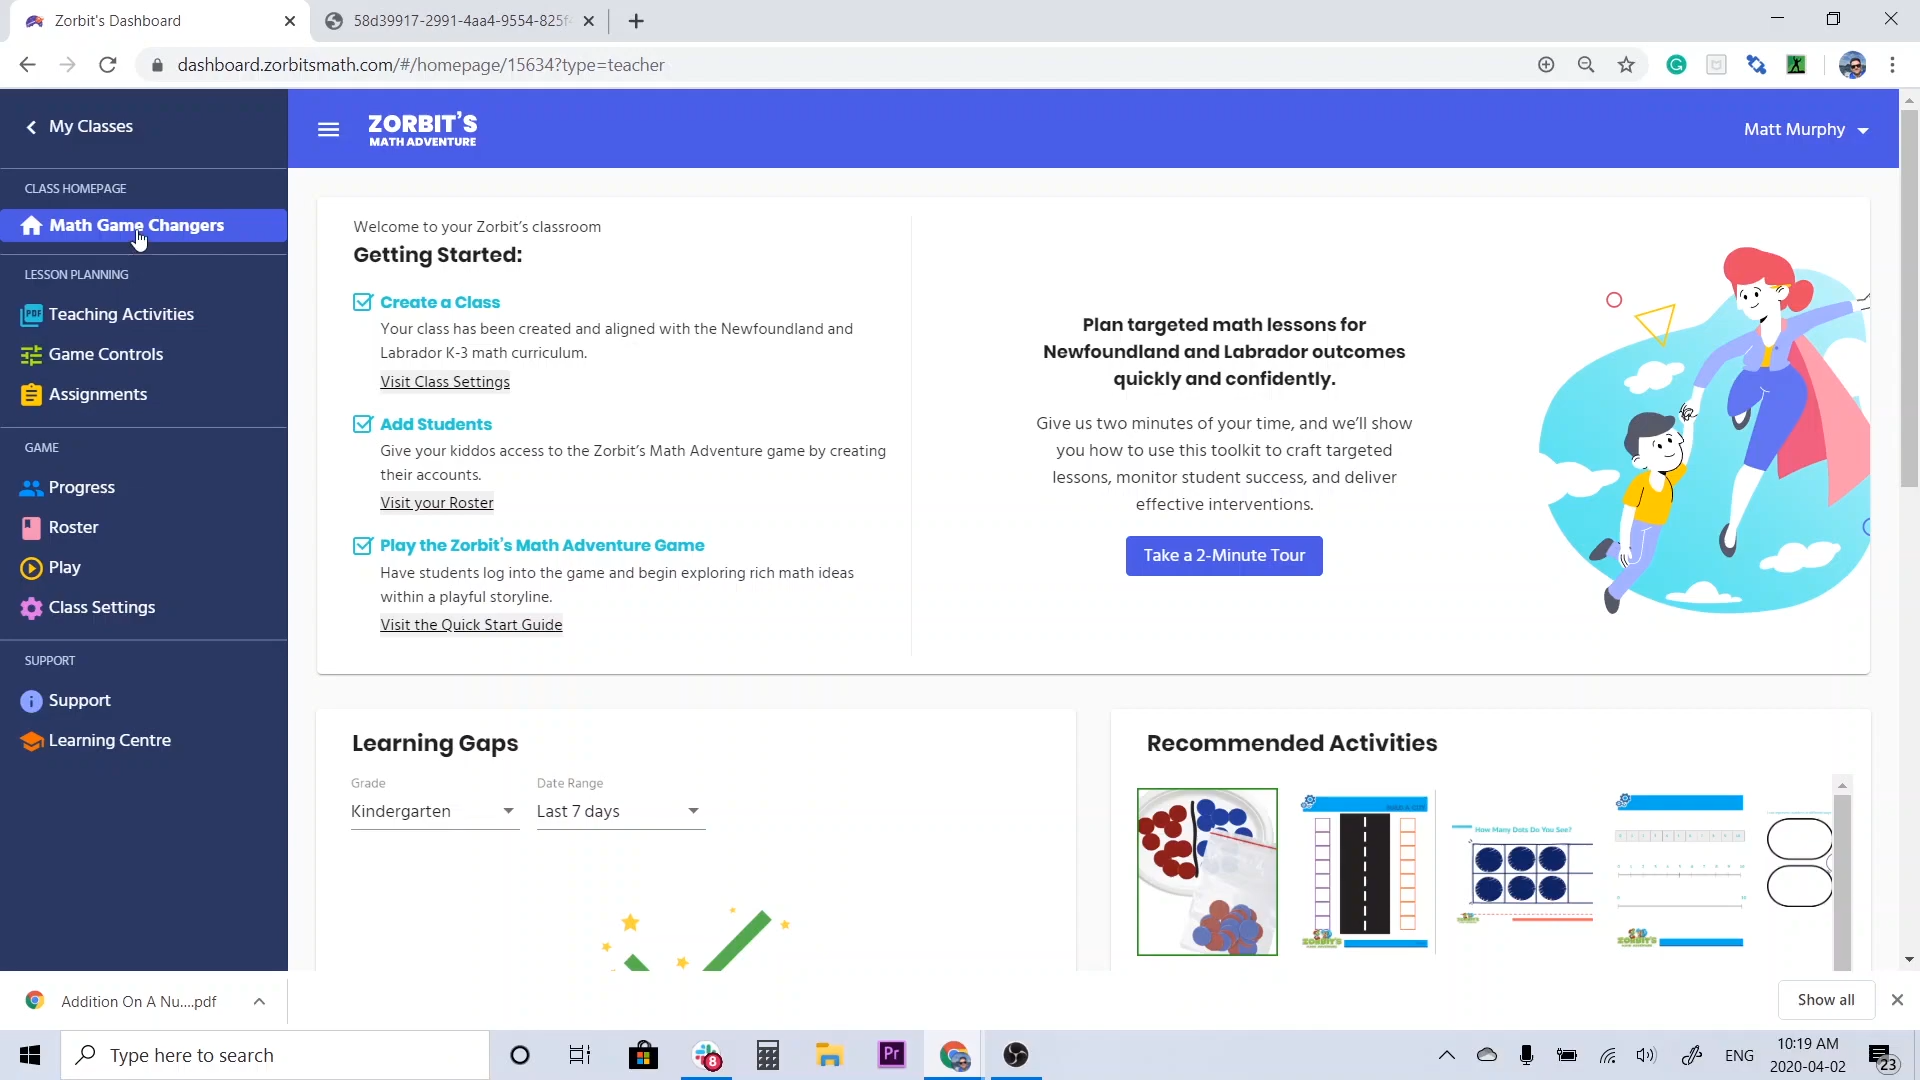 Zorbit's Dashboard
58d39917-2991-4aa4-9554-825f-
dashboard.zorbitsmath.com/#/homepage/15634?type=teacher
My Classes
ZORBIT'S
MATH ADVENTURE
Matt Murphy
CLASS HOMEPAGE
Math Game Changers
LESSON PLANNING
PDF
Teaching Activities
Game Controls
Assignments
GAME
Progress
Roster
Play
Class Settings
SUPPORT
Support
Learning Centre
Welcome to your Zorbit's classroom
Getting Started:
Create a Class
Your class has been created and aligned with the Newfoundland and
Labrador K-3 math curriculum.
Visit Class Settings
Add Students
Give your kiddos access to the Zorbit's Math Adventure game by creating
their accounts.
Visit your Roster
Play the Zorbit's Math Adventure Game
Have students log into the game and begin exploring rich math ideas
within a playful storyline.
Visit the Quick Start Guide
Plan targeted math lessons for
Newfoundland and Labrador outcomes
quickly and confidently.
Give us two minutes of your time, and we'll show
you how to use this toolkit to craft targeted
lessons, monitor student success, and deliver
effective interventions.
Take a 2-Minute Tour
Learning Gaps
Grade
Kindergarten
Date Range
Last 7 days
Recommended Activities
How Many Dots Do You See?
ZORBIT'S
ZORBIT'S
Addition On A Nu....pdf
Show all
Type here to search
8
Pr
ENG
10:19 AM
2020-04-02
23